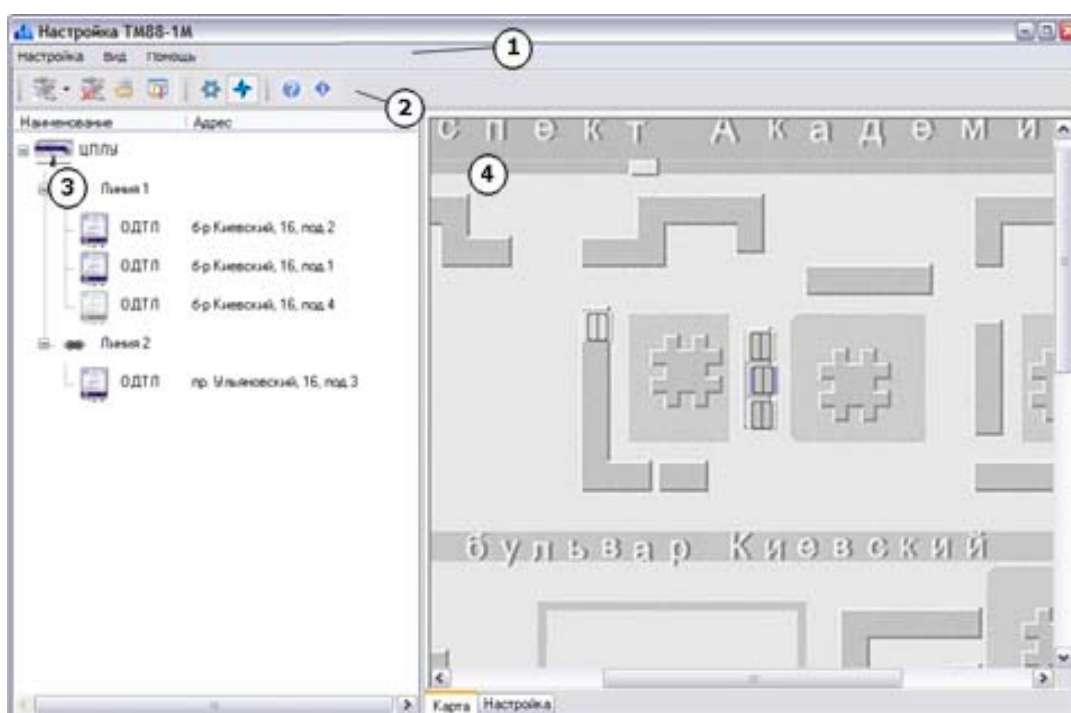 Настройка ТМ88-1М
Настройка Вид Помощь
1
2
Наименование Адрес
ЦПЛУ
3
Линия 1
ОДТЛ б-р Киевский, 16, под 2
ОДТЛ б-р Киевский, 16, под 1
ОДТЛ б-р Киевский, 16, под 4
Линия 2
ОДТЛ пр. Ульяновский, 16, под 3
спект Академи
4
бульвар Киевский
Карта Настройка